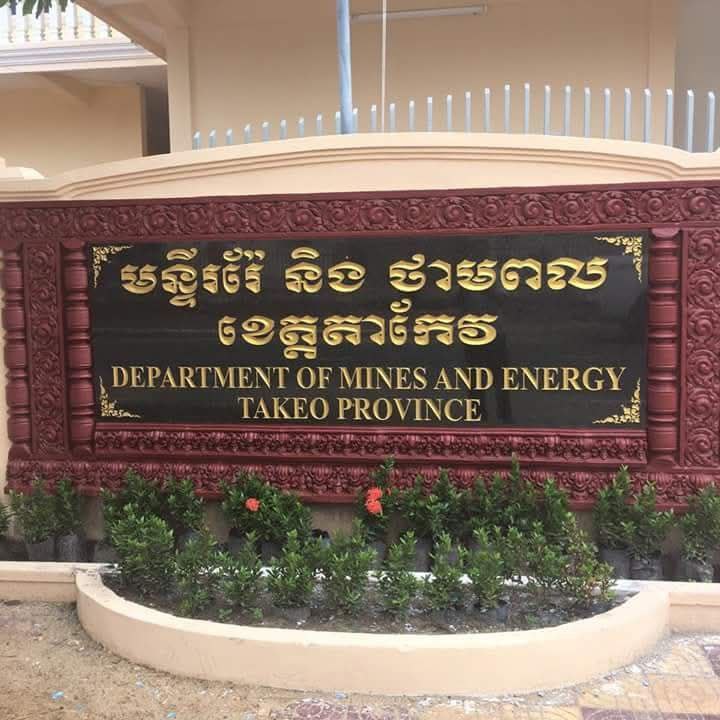 មន្ទីររ៉ែ និង ថាមពល
ខេត្តតាកែវ
DEPARTMENT OF MINES AND ENERGY
TAKEO PROVINCE